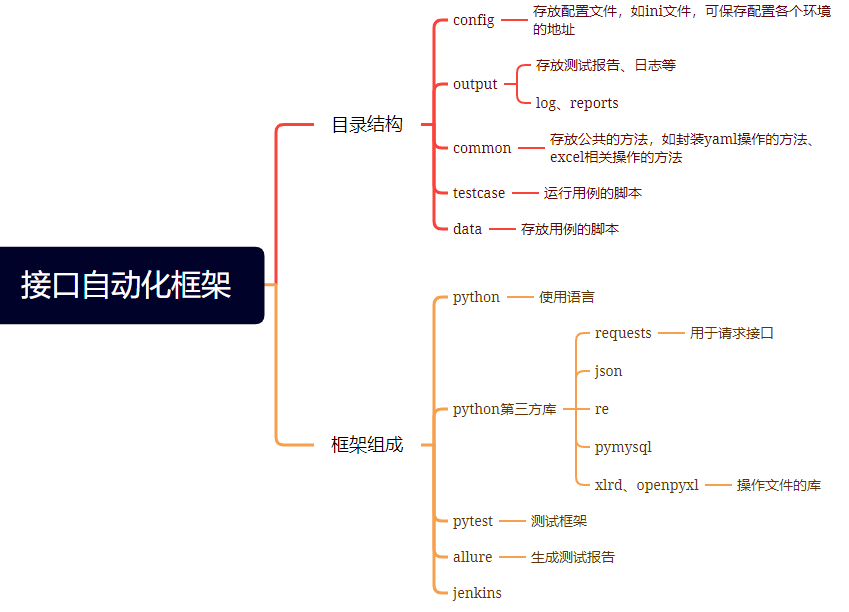 接口自动化框架
目录结构
config
存放配置文件，如ini文件，可保存配置各个环境
的地址
output
存放测试报告、日志等
log、reports
common
存放公共的方法，如封装yaml操作的方法、
excel相关操作的方法
testcase
运行用例的脚本
data
存放用例的脚本
框架组成
python
使用语言
python第三方库
requests
用于请求接口
json
re
pymysql
xlrd、openpyxl
操作文件的库
pytest
测试框架
allure
生成测试报告
jenkins